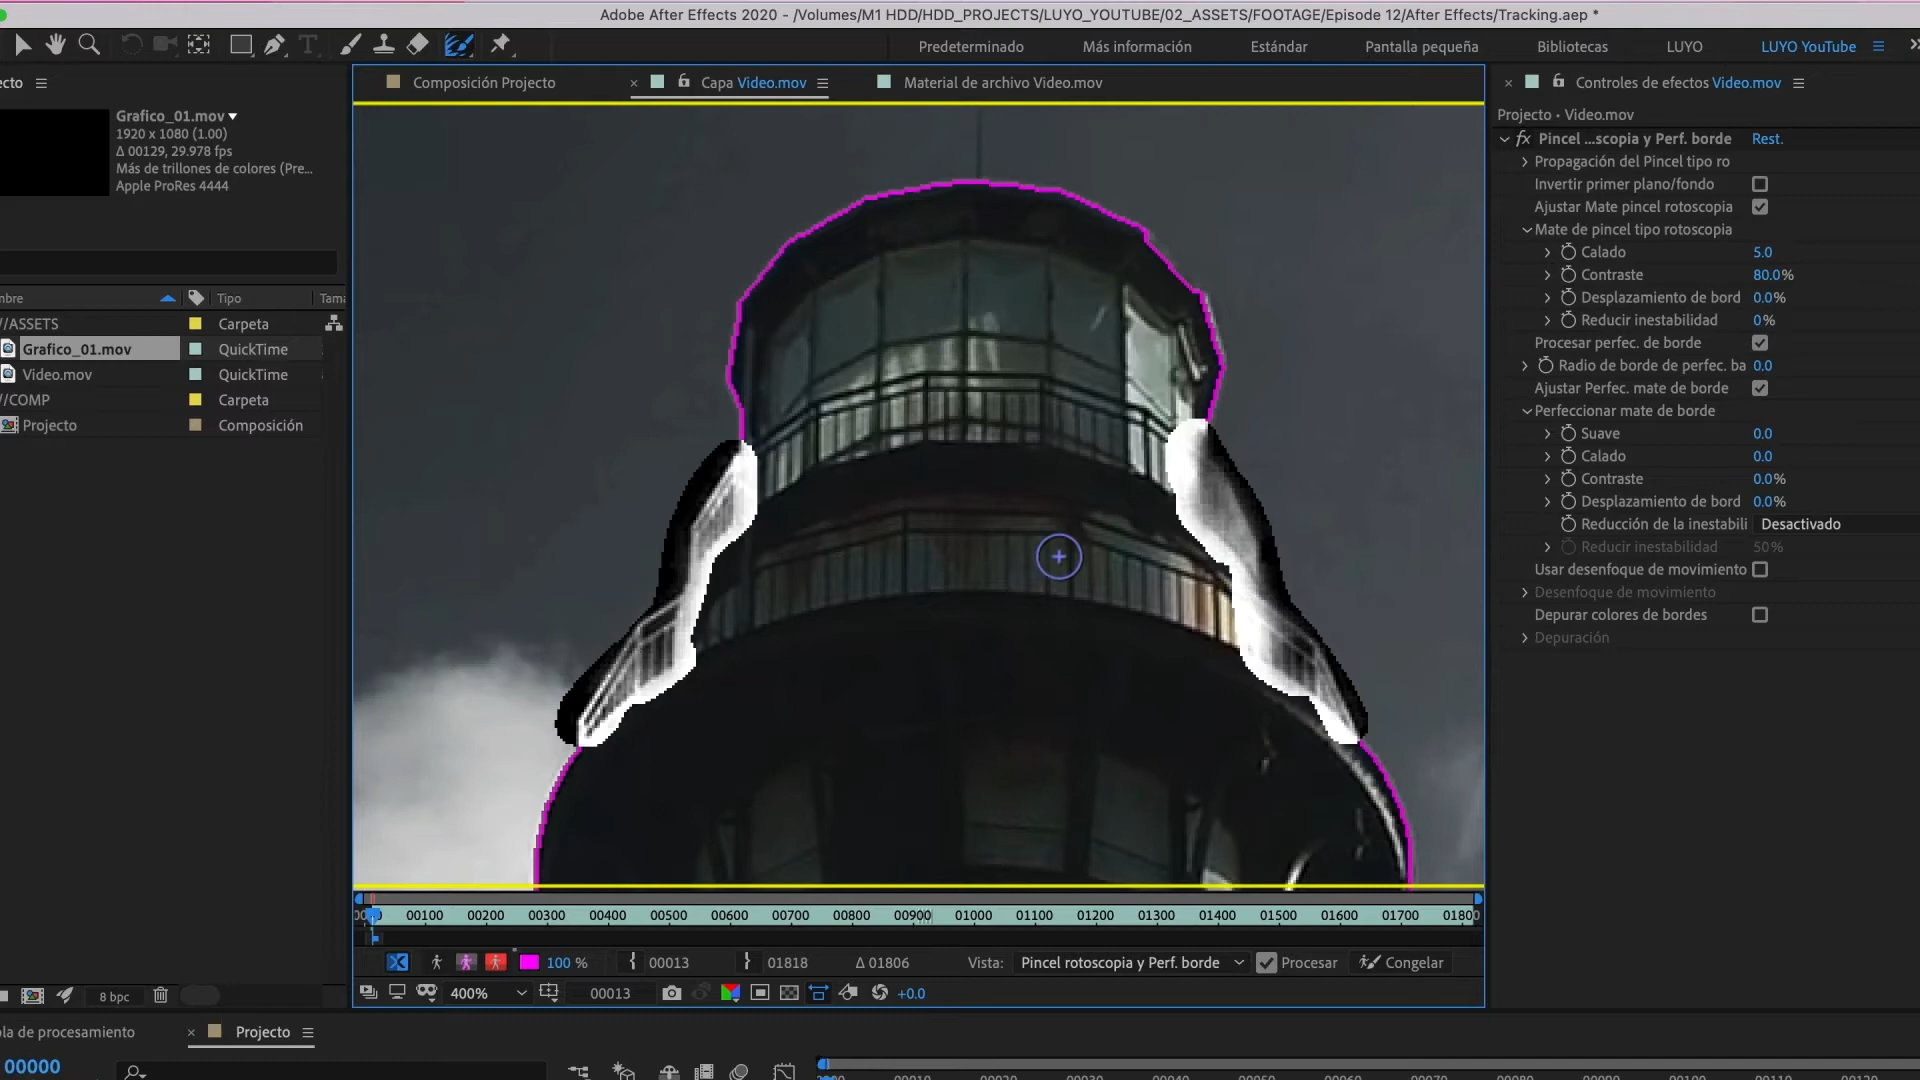 Adobe After Effects 2020 - /Volumes/M1 HDD/HDD_PROJECTS/LUYO_YOUTUBE/02_ASSETS/FOOTAGE/Episode 12/After Effects/Tracking.aep *
Predeterminado
Más información
Estándar
Pantalla pequeña
Bibliotecas
LUYO
LUYO YouTube
ecto
Composición Projecto
Capa Video.mov
Material de archivo Video.mov
Controles de efectos Video.mov
Grafico_01.mov
1920 x 1080 (1.00)
Δ 00129, 29.978 fps
Más de trillones de colores (Pre...
Apple ProRes 4444
mbre
Tipo
Tama
//ASSETS
Carpeta
Grafico_01.mov
QuickTime
Video.mov
QuickTime
//COMP
Carpeta
Projecto
Composición
Projecto • Video.mov
fx Pincel ...scopia y Perf. borde Rest.
Propagación del Pincel tipo ro
Invertir primer plano/fondo
Ajustar Mate pincel rotoscopia
Mate de pincel tipo rotoscopia
Calado 5.0
Contraste 80.0%
Desplazamiento de bord 0.0%
Reducir inestabilidad 0%
Procesar perfec. de borde
Radio de borde de perfec. ba 0.0
Ajustar Perfec. mate de borde
Perfeccionar mate de borde
Suave 0.0
Calado 0.0
Contraste 0.0%
Desplazamiento de bord 0.0%
Reducción de la inestabili Desactivado
Reducir inestabilidad 50%
Usar desenfoque de movimiento
Desenfoque de movimiento
Depurar colores de bordes
Depuración
00100 00200 00300 00400 00500 00600 00700 00800 00900 01000 01100 01200 01300 01400 01500 01600 01700 01800
100 %
00013
01818
Δ 01806
Vista: Pincel rotoscopia y Perf. borde
Procesar
Congelar
8 bpc
400%
00013
+0.0
ola de procesamiento
Projecto
00000